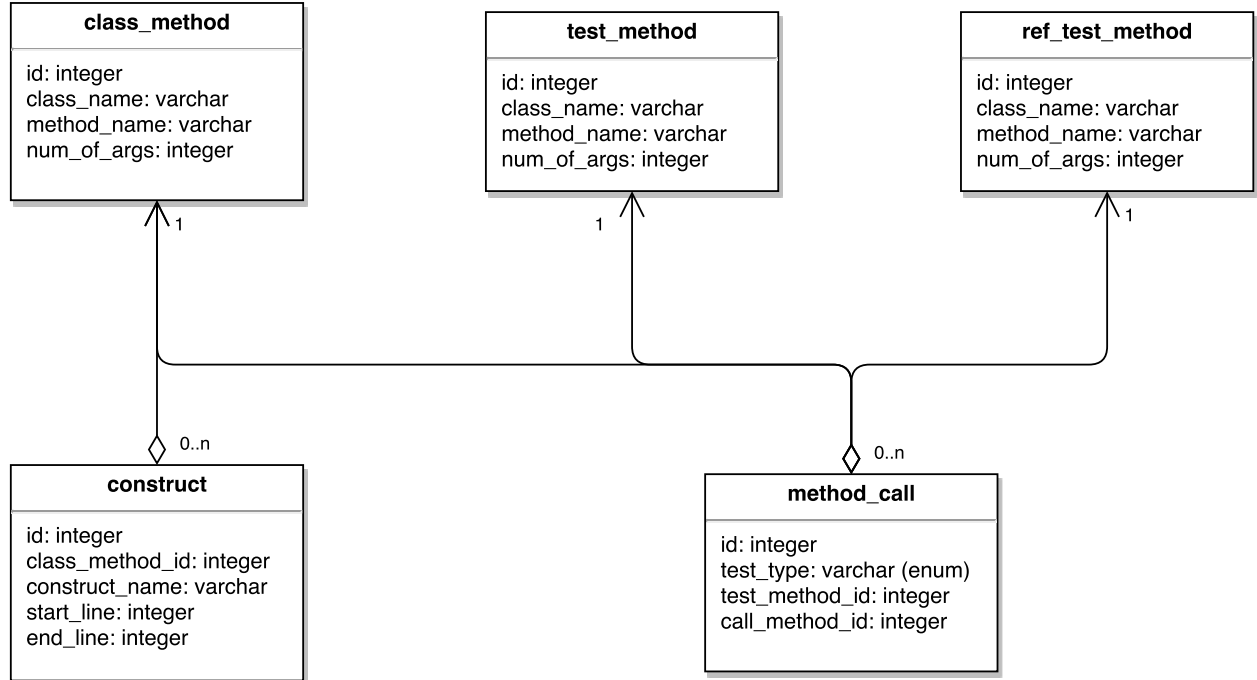 class_method
id: integer
class_name: varchar
method_name: varchar
num_of_args: integer
test_method
id: integer
class_name: varchar
method_name: varchar
num_of_args: integer
ref_test_method
id: integer
class_name: varchar
method_name: varchar
num_of_args: integer
1
1
1
0..n
0..n
construct
id: integer
class_method_id: integer
construct_name: varchar
start_line: integer
end_line: integer
method_call
id: integer
test_type: varchar (enum)
test_method_id: integer
call_method_id: integer